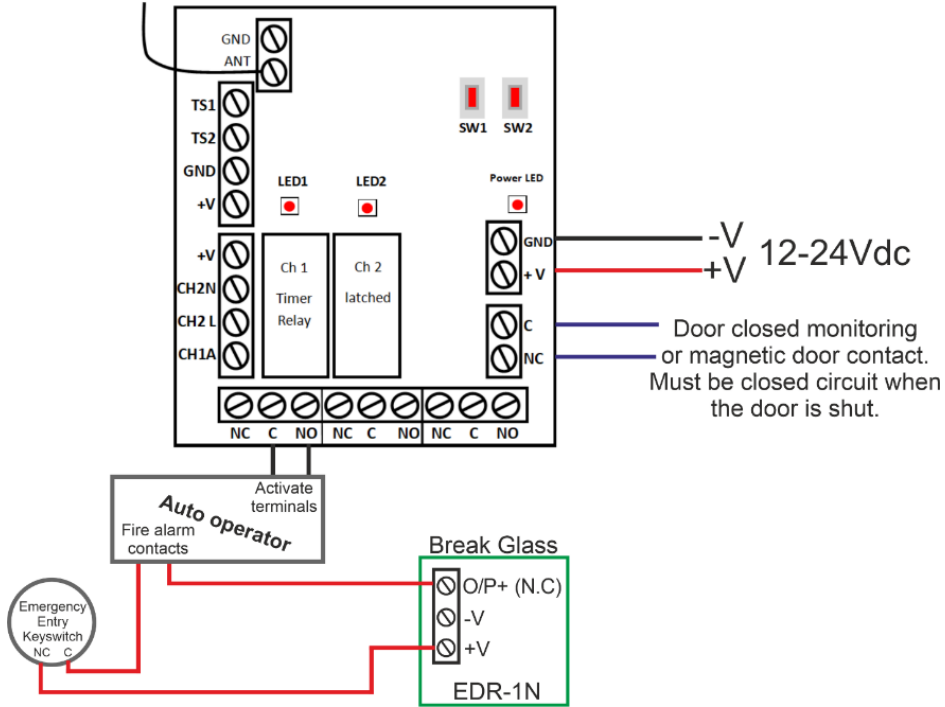 GND
ANT
TS1
TS2
GND
+V
SW1 SW2
LED1 LED2 Power LED
+V
CH2N
CH2 L
CH1A
Ch 1
Timer
Relay
Ch 2
latched
GND
+ V
-V
+V
12-24Vdc
C
NC
Door closed monitoring
or magnetic door contact.
Must be closed circuit when
the door is shut.
NC C NO NC C NO NC C NO
Activate
terminals
Auto operator
Fire alarm
contacts
Break Glass
O/P+ (N.C)
-V
+V
EDR-1N
Emergency
Entry
Keyswitch
NC C